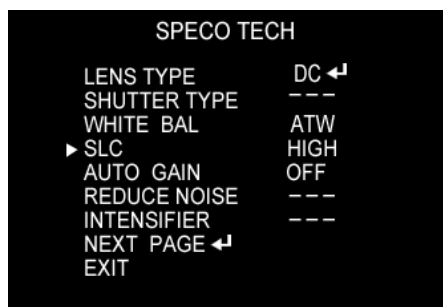 SPECO TECH
LENS TYPE DC ↲
SHUTTER TYPE ---
WHITE BAL ATW
▶ SLC HIGH
AUTO GAIN OFF
REDUCE NOISE ---
INTENSIFIER ---
NEXT PAGE ↲
EXIT